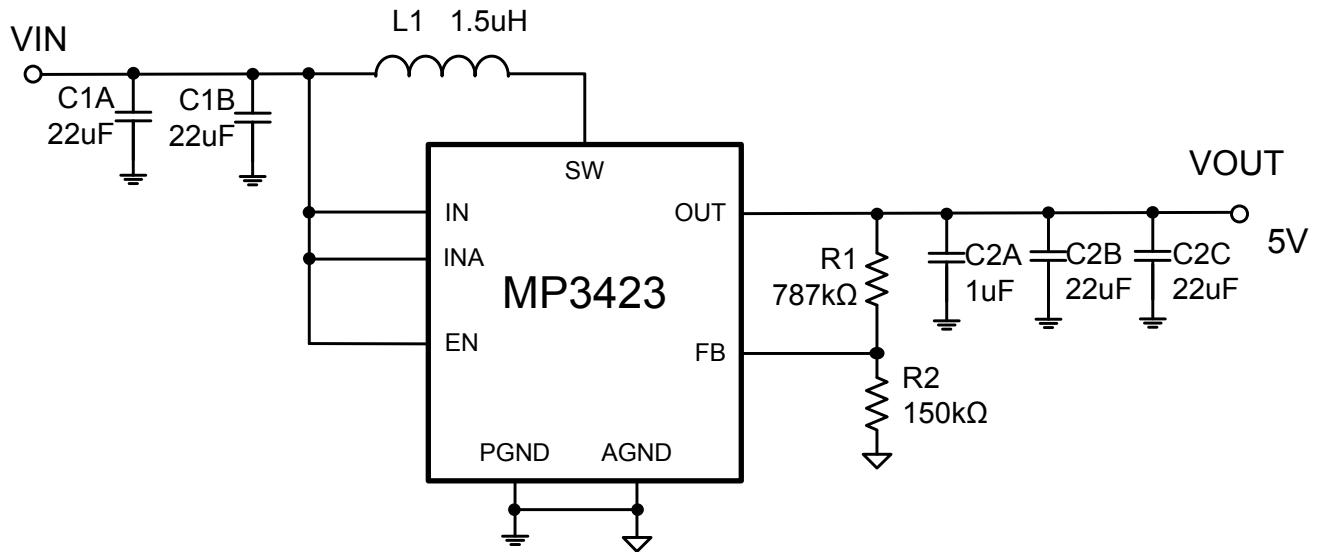 L1 1.5uH
VIN
C1A
22uF
C1B
22uF
SW
IN
INA
EN
OUT
FB
MP3423
PGND
AGND
VOUT
5V
R1
787kΩ
C2A
1uF
C2B
22uF
C2C
22uF
R2
150kΩ